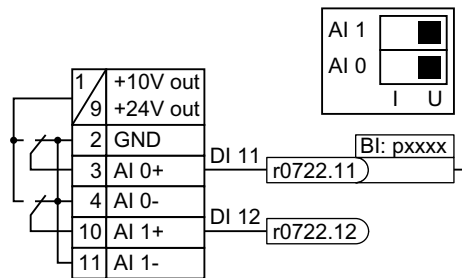 AI 1
AI 0
I U
1 +10V out
9 +24V out
2 GND
3 AI 0+
DI 11
r0722.11
BI: pxxxx
4 AI 0-
10 AI 1+
DI 12
r0722.12
11 AI 1-